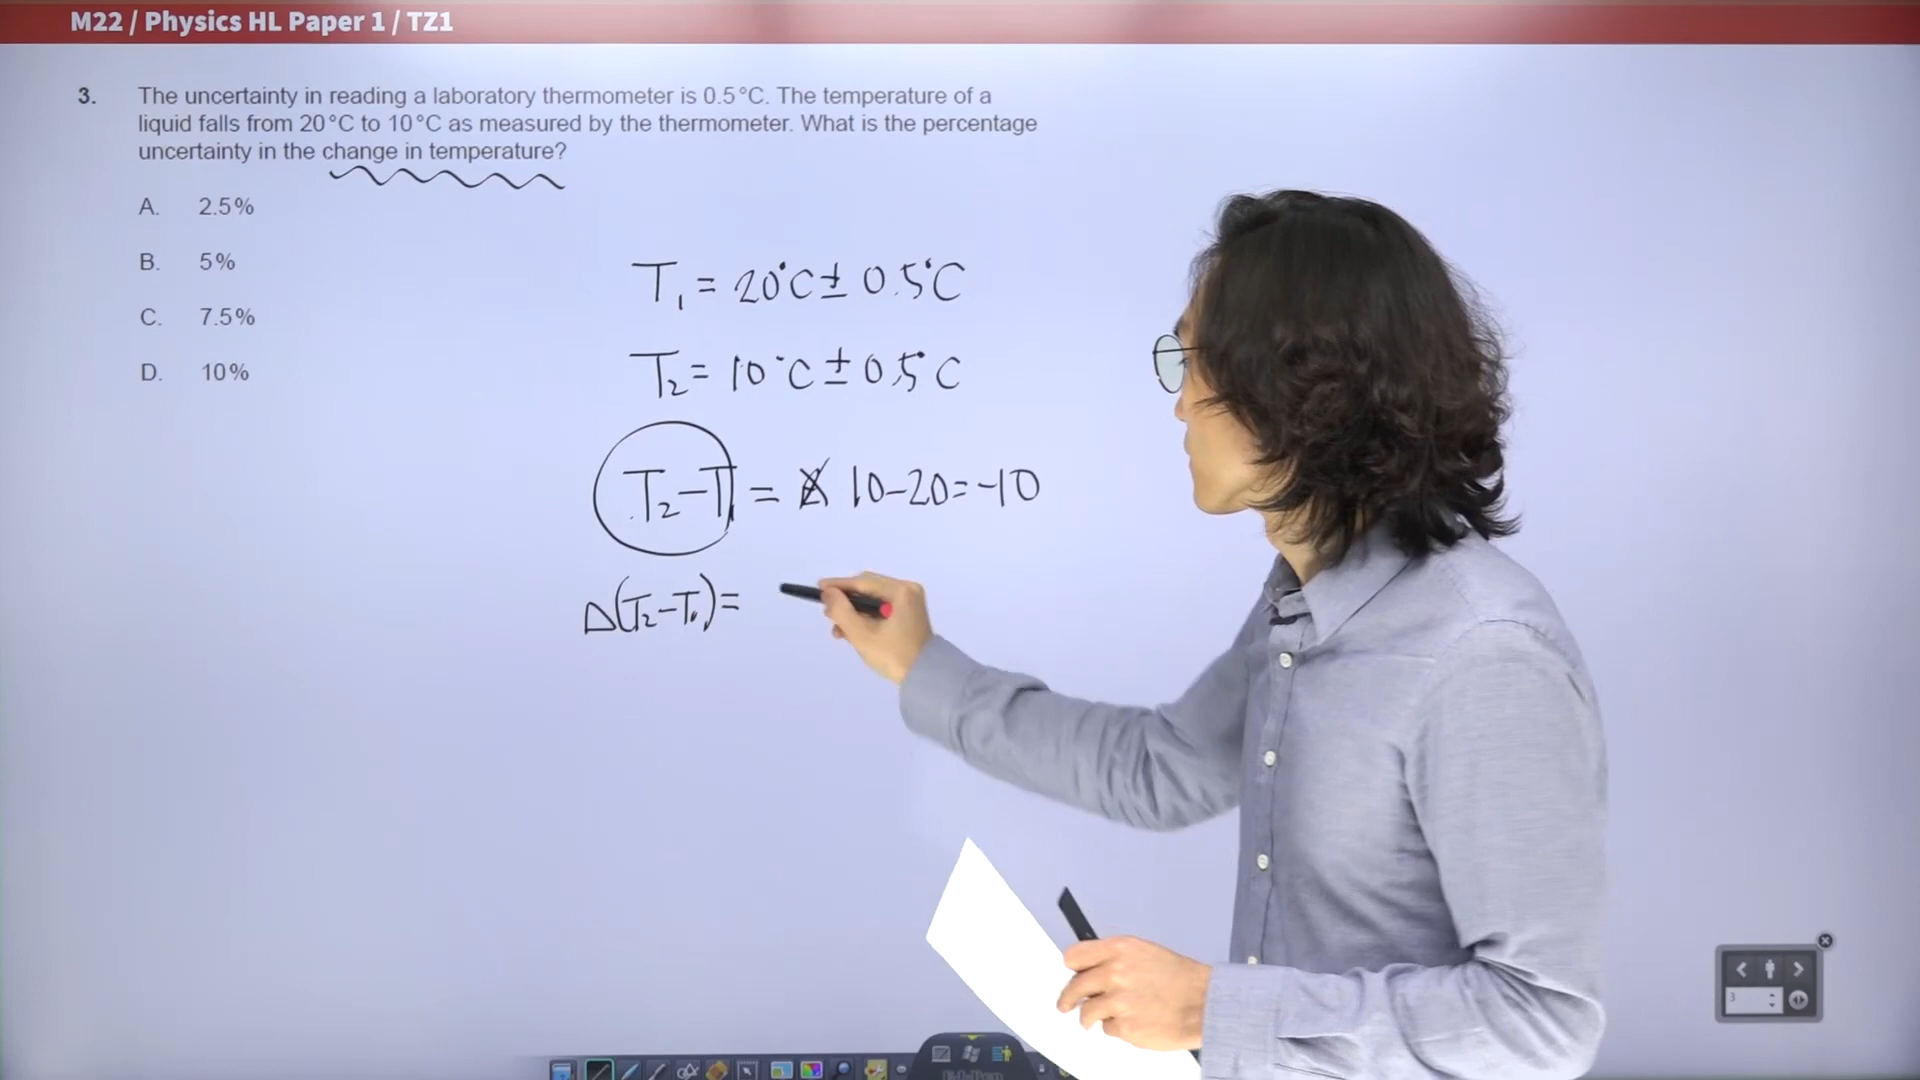 M22 / Physics HL Paper 1 / TZ1
3. The uncertainty in reading a laboratory thermometer is 0.5°C. The temperature of a
liquid falls from 20°C to 10°C as measured by the thermometer. What is the percentage
uncertainty in the change in temperature?
A. 2.5%
B. 5%
C. 7.5%
D. 10%
T₁ = 20°C ± 0.5°C
T₂ = 10°C ± 0.5°C
T₂-T₁ = 10-20=-10
Δ(T₂-T₁)=
3